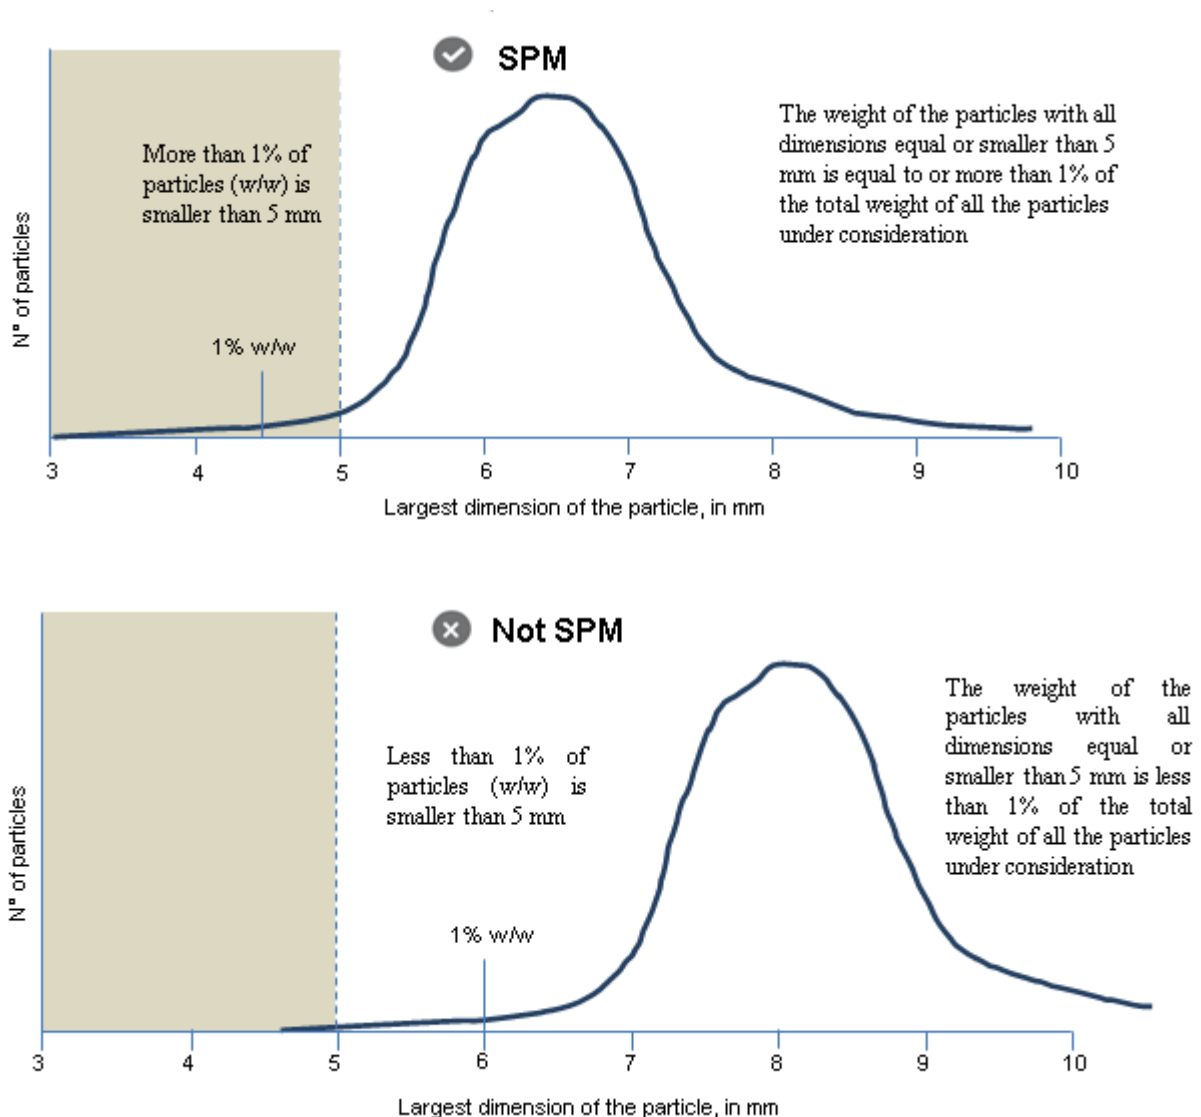 SPM
The weight of the particles with all
dimensions equal or smaller than 5
mm is equal to or more than 1% of
the total weight of all the particles
under consideration
More than 1% of
particles (w/w) is
smaller than 5 mm
N° of particles
1% w/w
3 4 5 6 7 8 9 10
Largest dimension of the particle, in mm
Not SPM
The weight of the
particles with all
dimensions equal or
smaller than 5 mm is less
than 1% of the total
weight of all the particles
under consideration
Less than 1% of
particles (w/w) is
smaller than 5 mm
N° of particles
1% w/w
3 4 5 6 7 8 9 10
Largest dimension of the particle, in mm